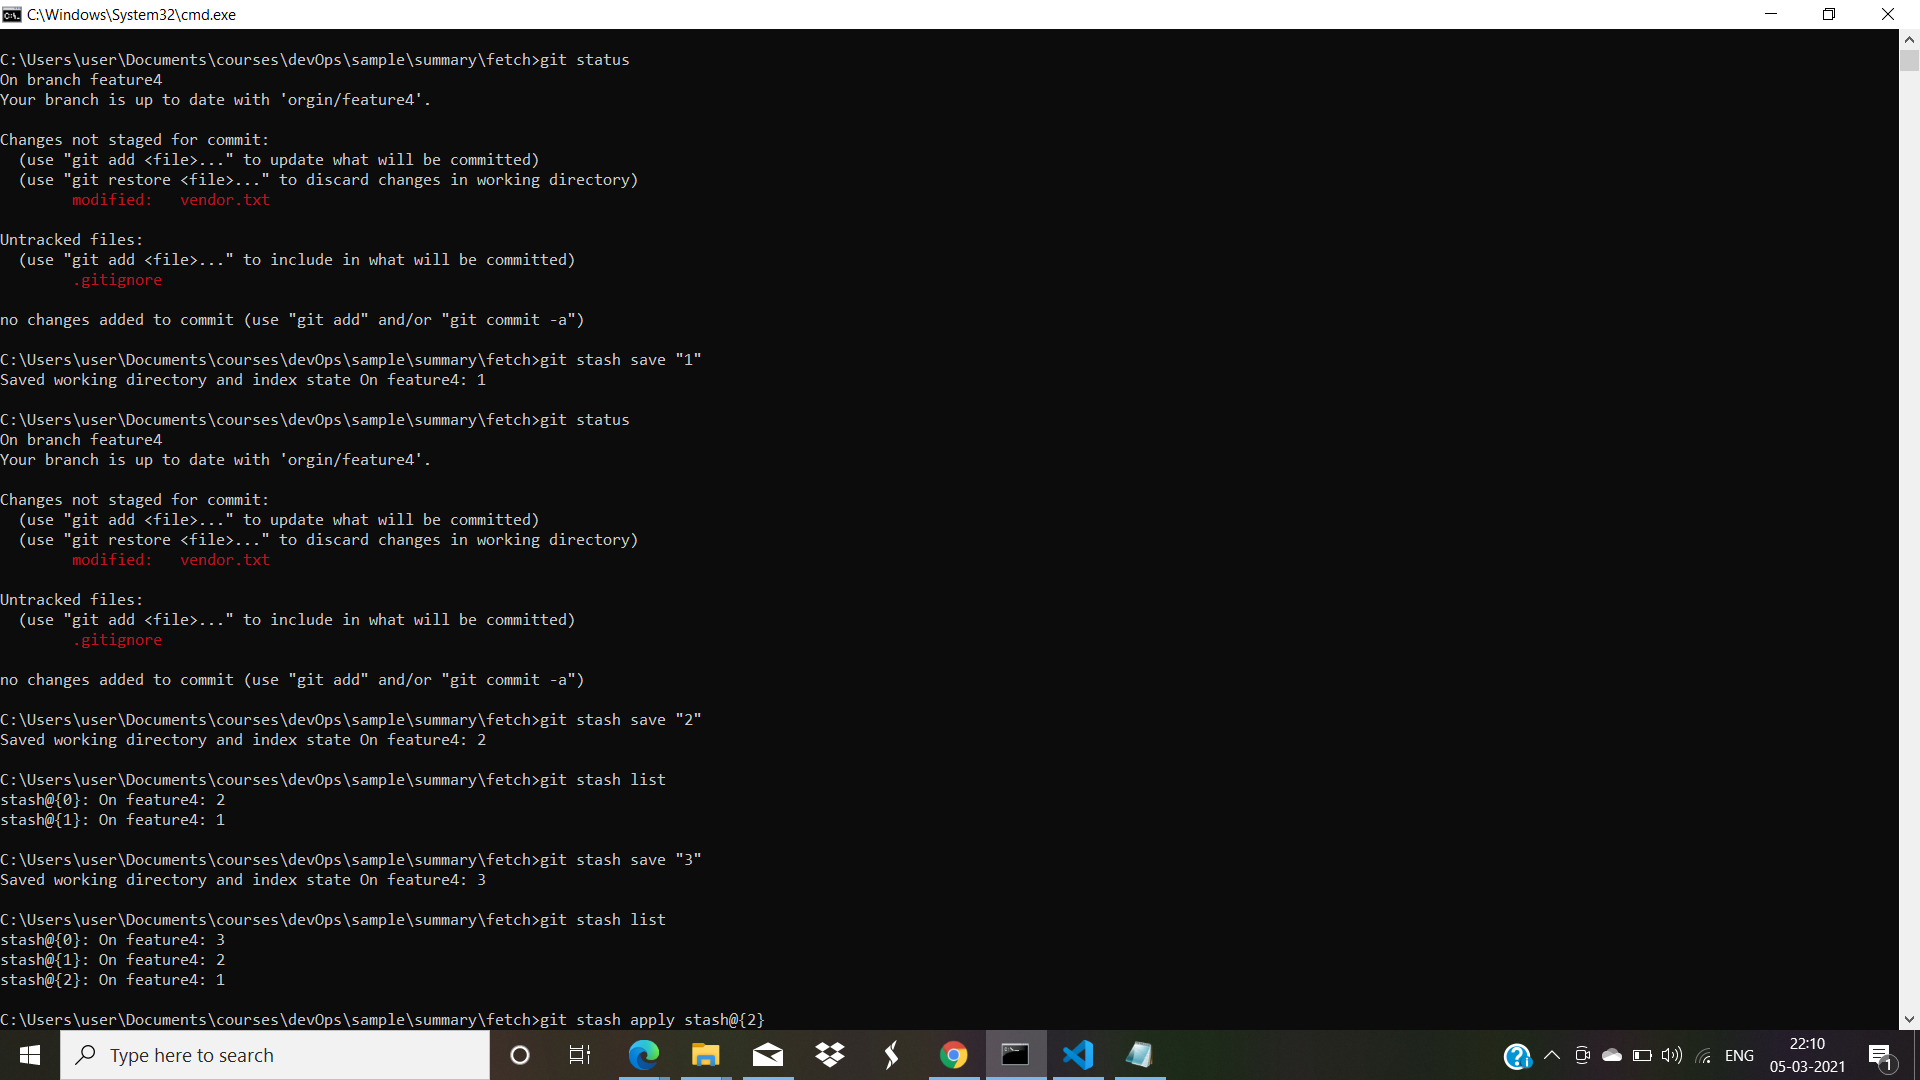 C:\Windows\System32\cmd.exe
C:\Users\user\Documents\courses\devOps\sample\summary\fetch>git status
On branch feature4
Your branch is up to date with 'orgin/feature4'.
Changes not staged for commit:
  (use "git add <file>..." to update what will be committed)
  (use "git restore <file>..." to discard changes in working directory)
        modified:   vendor.txt
Untracked files:
  (use "git add <file>..." to include in what will be committed)
        .gitignore
no changes added to commit (use "git add" and/or "git commit -a")
C:\Users\user\Documents\courses\devOps\sample\summary\fetch>git stash save "1"
Saved working directory and index state On feature4: 1
C:\Users\user\Documents\courses\devOps\sample\summary\fetch>git status
On branch feature4
Your branch is up to date with 'orgin/feature4'.
Changes not staged for commit:
  (use "git add <file>..." to update what will be committed)
  (use "git restore <file>..." to discard changes in working directory)
        modified:   vendor.txt
Untracked files:
  (use "git add <file>..." to include in what will be committed)
        .gitignore
no changes added to commit (use "git add" and/or "git commit -a")
C:\Users\user\Documents\courses\devOps\sample\summary\fetch>git stash save "2"
Saved working directory and index state On feature4: 2
C:\Users\user\Documents\courses\devOps\sample\summary\fetch>git stash list
stash@{0}: On feature4: 2
stash@{1}: On feature4: 1
C:\Users\user\Documents\courses\devOps\sample\summary\fetch>git stash save "3"
Saved working directory and index state On feature4: 3
C:\Users\user\Documents\courses\devOps\sample\summary\fetch>git stash list
stash@{0}: On feature4: 3
stash@{1}: On feature4: 2
stash@{2}: On feature4: 1
C:\Users\user\Documents\courses\devOps\sample\summary\fetch>git stash apply stash@{2}
Type here to search
ENG
22:10
05-03-2021
1